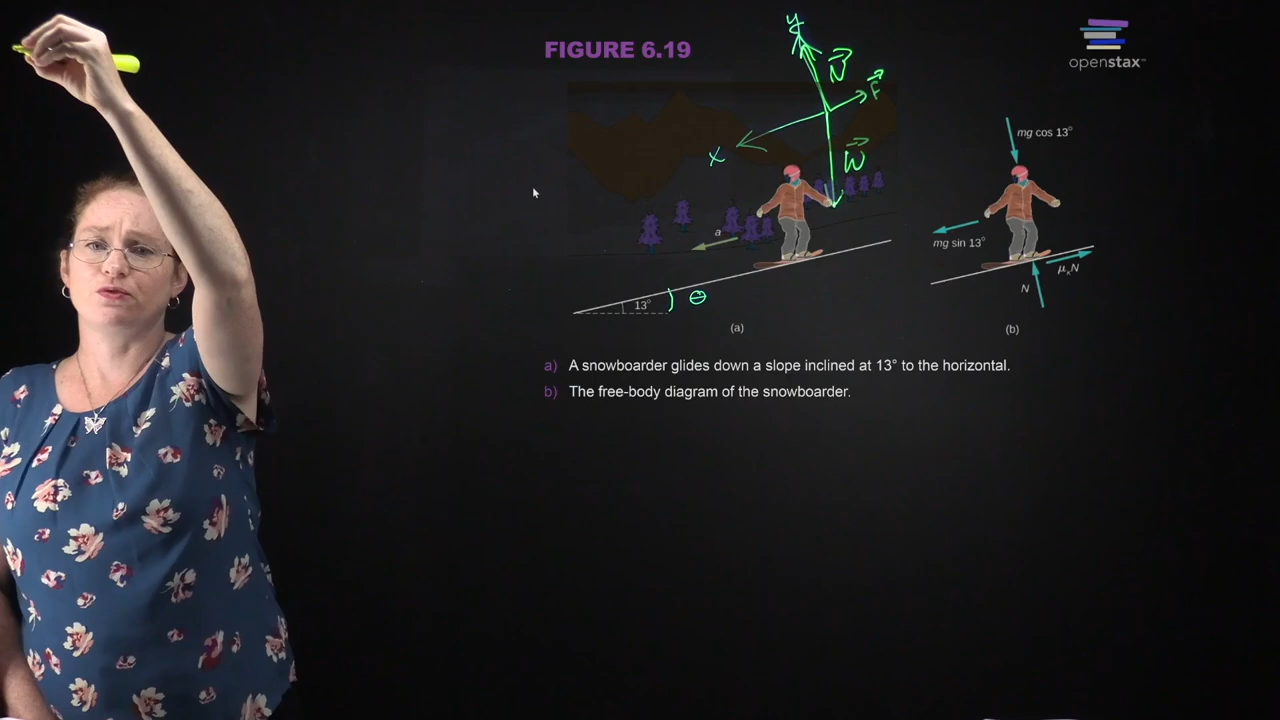 FIGURE 6.19
openstax™
y
N
F
x
W
mg cos 13°
a
mg sin 13°
μₖN
N
13°
θ
(a)
(b)
a) A snowboarder glides down a slope inclined at 13° to the horizontal.
b) The free-body diagram of the snowboarder.